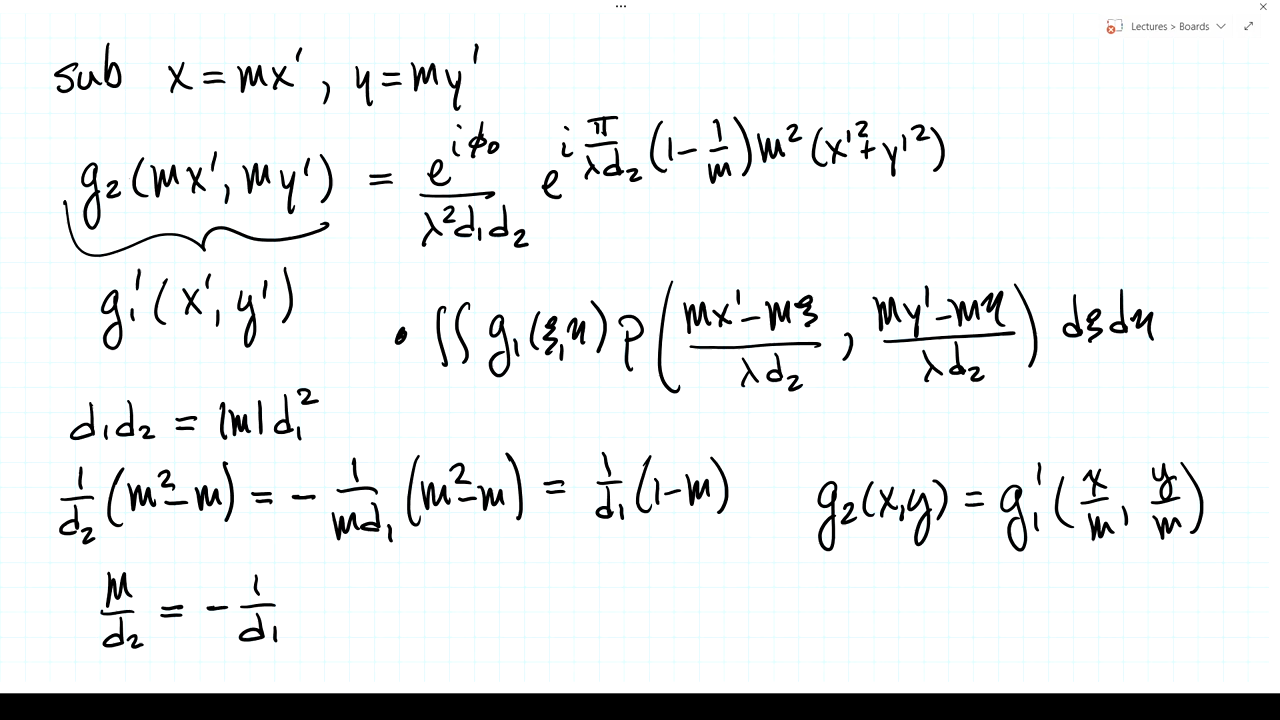 ...
Lectures > Boards
sub x = mx', y = my'
g₂(mx', my') = e^{iϕ₀}/(λ²d₁d₂) e^{i π/(λd₂) (1 - 1/m) m² (x'² + y'²)}
g₁'(x', y')
• ∬ g₁(ξ,η) P( (mx' - mξ)/(λd₂) , (my' - mη)/(λd₂) ) dξdη
d₁d₂ = |m|d₁²
1/d₂ (m² - m) = - 1/(md₁) (m² - m) = 1/d₁ (1 - m)
g₂(x,y) = g₁'(x/m, y/m)
m/d₂ = - 1/d₁